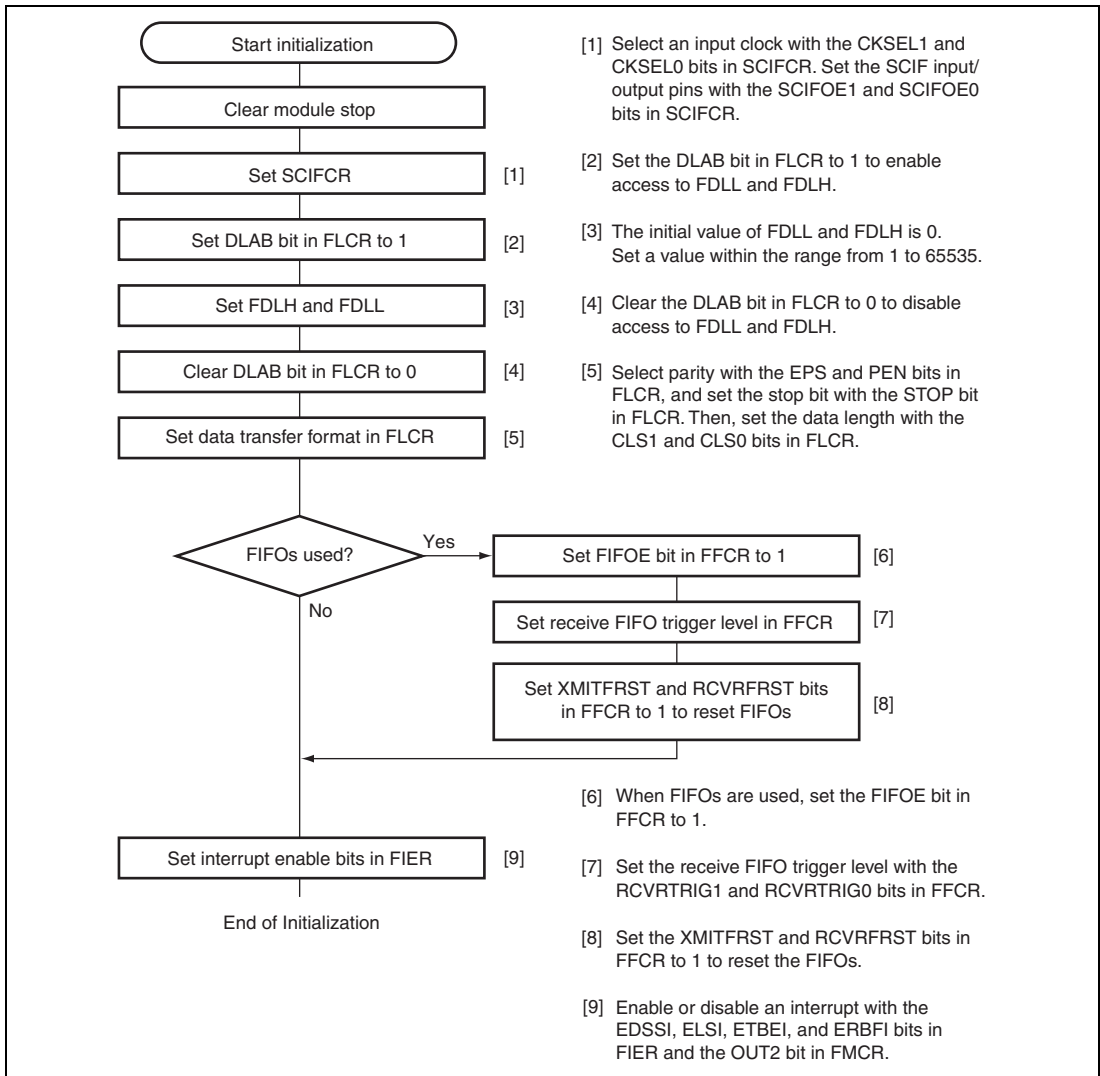 Start initialization
Clear module stop
Set SCIFCR
[1]
Set DLAB bit in FLCR to 1
[2]
Set FDLH and FDLL
[3]
Clear DLAB bit in FLCR to 0
[4]
Set data transfer format in FLCR
[5]
FIFOs used?
Yes
No
Set FIFOE bit in FFCR to 1
[6]
Set receive FIFO trigger level in FFCR
[7]
Set XMITFRST and RCVRFRST bits
in FFCR to 1 to reset FIFOs
[8]
Set interrupt enable bits in FIER
[9]
End of Initialization
[1] Select an input clock with the CKSEL1 and
CKSEL0 bits in SCIFCR. Set the SCIF input/
output pins with the SCIFOE1 and SCIFOE0
bits in SCIFCR.
[2] Set the DLAB bit in FLCR to 1 to enable
access to FDLL and FDLH.
[3] The initial value of FDLL and FDLH is 0.
Set a value within the range from 1 to 65535.
[4] Clear the DLAB bit in FLCR to 0 to disable
access to FDLL and FDLH.
[5] Select parity with the EPS and PEN bits in
FLCR, and set the stop bit with the STOP bit
in FLCR. Then, set the data length with the
CLS1 and CLS0 bits in FLCR.
[6] When FIFOs are used, set the FIFOE bit in
FFCR to 1.
[7] Set the receive FIFO trigger level with the
RCVRTRIG1 and RCVRTRIG0 bits in FFCR.
[8] Set the XMITFRST and RCVRFRST bits in
FFCR to 1 to reset the FIFOs.
[9] Enable or disable an interrupt with the
EDSSI, ELSI, ETBEI, and ERBFI bits in
FIER and the OUT2 bit in FMCR.